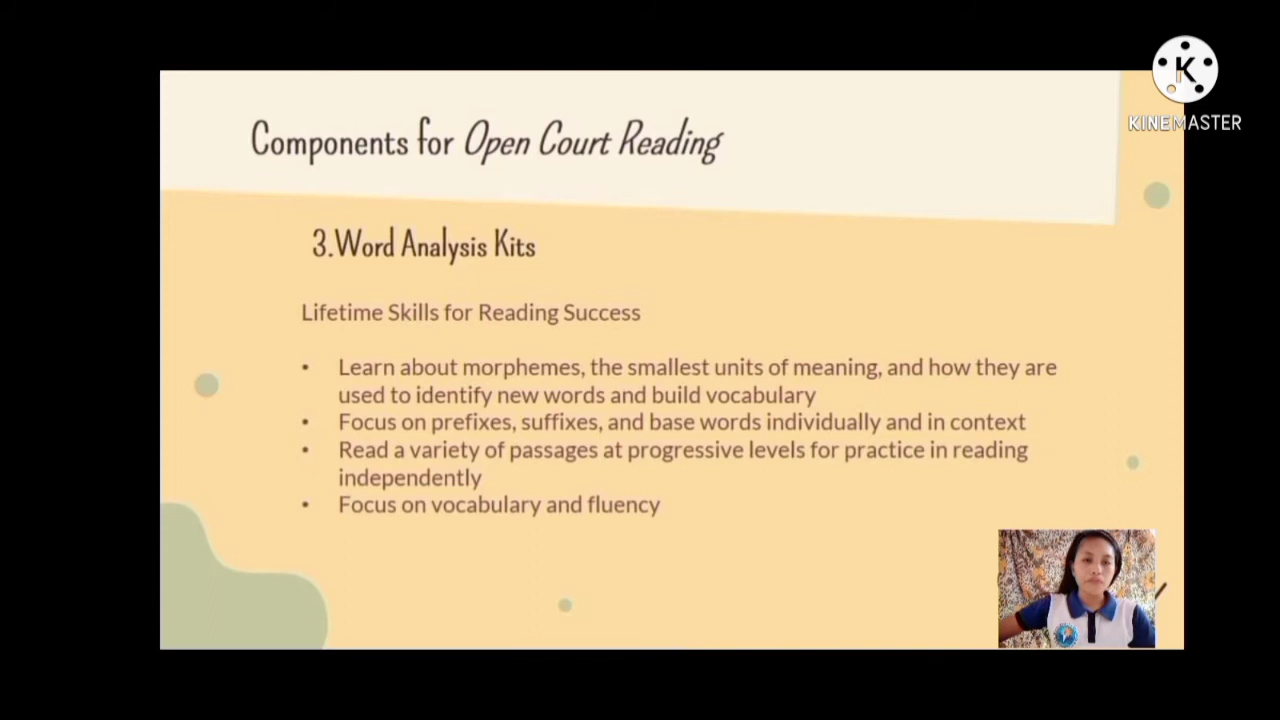 Components for Open Court Reading
KINEMASTER
3.Word Analysis Kits
Lifetime Skills for Reading Success
• Learn about morphemes, the smallest units of meaning, and how they are
used to identify new words and build vocabulary
• Focus on prefixes, suffixes, and base words individually and in context
• Read a variety of passages at progressive levels for practice in reading
independently
• Focus on vocabulary and fluency